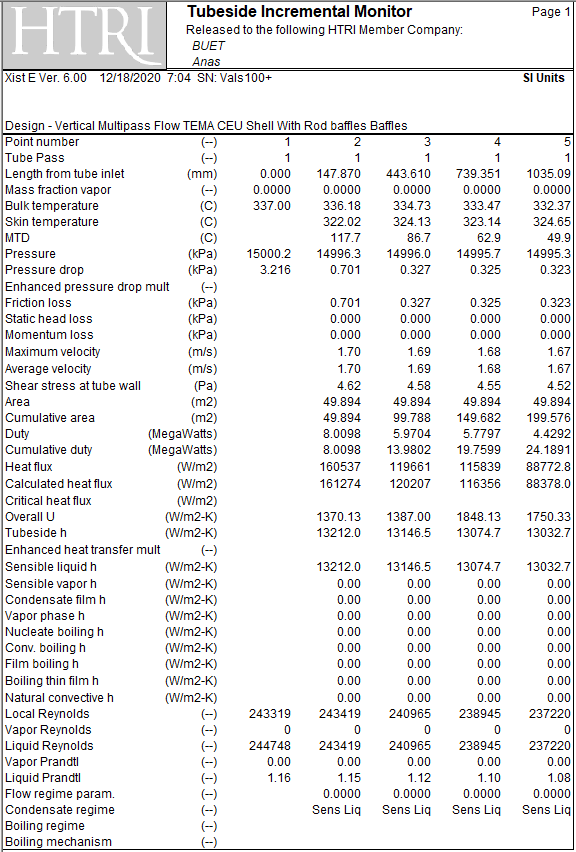 HTRI
Tubeside Incremental Monitor Page 1
Released to the following HTRI Member Company:
BUET
Anas
Xist E Ver. 6.00 12/18/2020 7:04 SN: Vals100+ SI Units
Design - Vertical Multipass Flow TEMA CEU Shell With Rod baffles Baffles
Point number (--) 1 2 3 4 5
Tube Pass (--) 1 1 1 1 1
Length from tube inlet (mm) 0.000 147.870 443.610 739.351 1035.09
Mass fraction vapor (--) 0.0000 0.0000 0.0000 0.0000 0.0000
Bulk temperature (C) 337.00 336.18 334.73 333.47 332.37
Skin temperature (C) 322.02 324.13 323.14 324.65
MTD (C) 117.7 86.7 62.9 49.9
Pressure (kPa) 15000.2 14996.3 14996.0 14995.7 14995.3
Pressure drop (kPa) 3.216 0.701 0.327 0.325 0.323
Enhanced pressure drop mult (--)
Friction loss (kPa) 0.701 0.327 0.325 0.323
Static head loss (kPa) 0.000 0.000 0.000 0.000
Momentum loss (kPa) 0.000 0.000 0.000 0.000
Maximum velocity (m/s) 1.70 1.69 1.68 1.67
Average velocity (m/s) 1.70 1.69 1.68 1.67
Shear stress at tube wall (Pa) 4.62 4.58 4.55 4.52
Area (m2) 49.894 49.894 49.894 49.894
Cumulative area (m2) 49.894 99.788 149.682 199.576
Duty (MegaWatts) 8.0098 5.9704 5.7797 4.4292
Cumulative duty (MegaWatts) 8.0098 13.9802 19.7599 24.1891
Heat flux (W/m2) 160537 119661 115839 88772.8
Calculated heat flux (W/m2) 161274 120207 116356 88378.0
Critical heat flux (W/m2)
Overall U (W/m2-K) 1370.13 1387.00 1848.13 1750.33
Tubeside h (W/m2-K) 13212.0 13146.5 13074.7 13032.7
Enhanced heat transfer mult (--)
Sensible liquid h (W/m2-K) 13212.0 13146.5 13074.7 13032.7
Sensible vapor h (W/m2-K) 0.00 0.00 0.00 0.00
Condensate film h (W/m2-K) 0.00 0.00 0.00 0.00
Vapor phase h (W/m2-K) 0.00 0.00 0.00 0.00
Nucleate boiling h (W/m2-K) 0.00 0.00 0.00 0.00
Conv. boiling h (W/m2-K) 0.00 0.00 0.00 0.00
Film boiling h (W/m2-K) 0.00 0.00 0.00 0.00
Boiling thin film h (W/m2-K) 0.00 0.00 0.00 0.00
Natural convective h (W/m2-K) 0.00 0.00 0.00 0.00
Local Reynolds (--) 243319 243419 240965 238945 237220
Vapor Reynolds (--) 0 0 0 0
Liquid Reynolds (--) 244748 243419 240965 238945 237220
Vapor Prandtl (--) 0.00 0.00 0.00 0.00 0.00
Liquid Prandtl (--) 1.16 1.15 1.12 1.10 1.08
Flow regime param. (--) 0.0000 0.0000 0.0000 0.0000
Condensate regime (--) Sens Liq Sens Liq Sens Liq Sens Liq
Boiling regime (--)
Boiling mechanism (--)